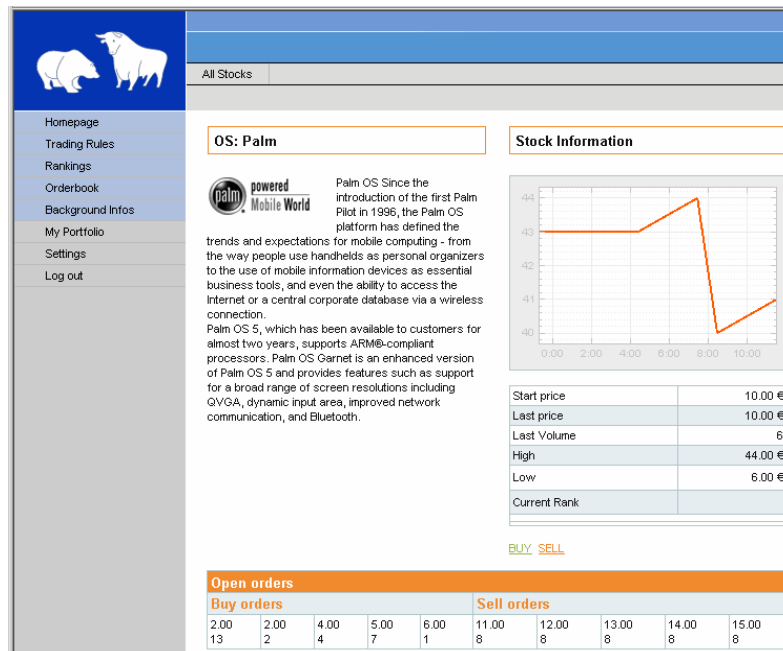 All Stocks
Homepage
Trading Rules
Rankings
Orderbook
Background Infos
My Portfolio
Settings
Log out
OS: Palm
palm
powered
Mobile World
Palm OS Since the
introduction of the first Palm
Pilot in 1996, the Palm OS
platform has defined the
trends and expectations for mobile computing - from
the way people use handhelds as personal organizers
to the use of mobile information devices as essential
business tools, and even the ability to access the
Internet or a central corporate database via a wireless
connection.
Palm OS 5, which has been available to customers for
almost two years, supports ARM®-compliant
processors. Palm OS Garnet is an enhanced version
of Palm OS 5 and provides features such as support
for a broad range of screen resolutions including
QVGA, dynamic input area, improved network
communication, and Bluetooth.
Stock Information
44
43
42
41
40
0:00 2:00 4:00 6:00 8:00 10:00
Start price 10.00 €
Last price 10.00 €
Last Volume 6
High 44.00 €
Low 6.00 €
Current Rank
BUY SELL
Open orders
Buy orders Sell orders
2.00 2.00 4.00 5.00 6.00 11.00 12.00 13.00 14.00 15.00
13 2 4 7 1 8 8 8 8 8